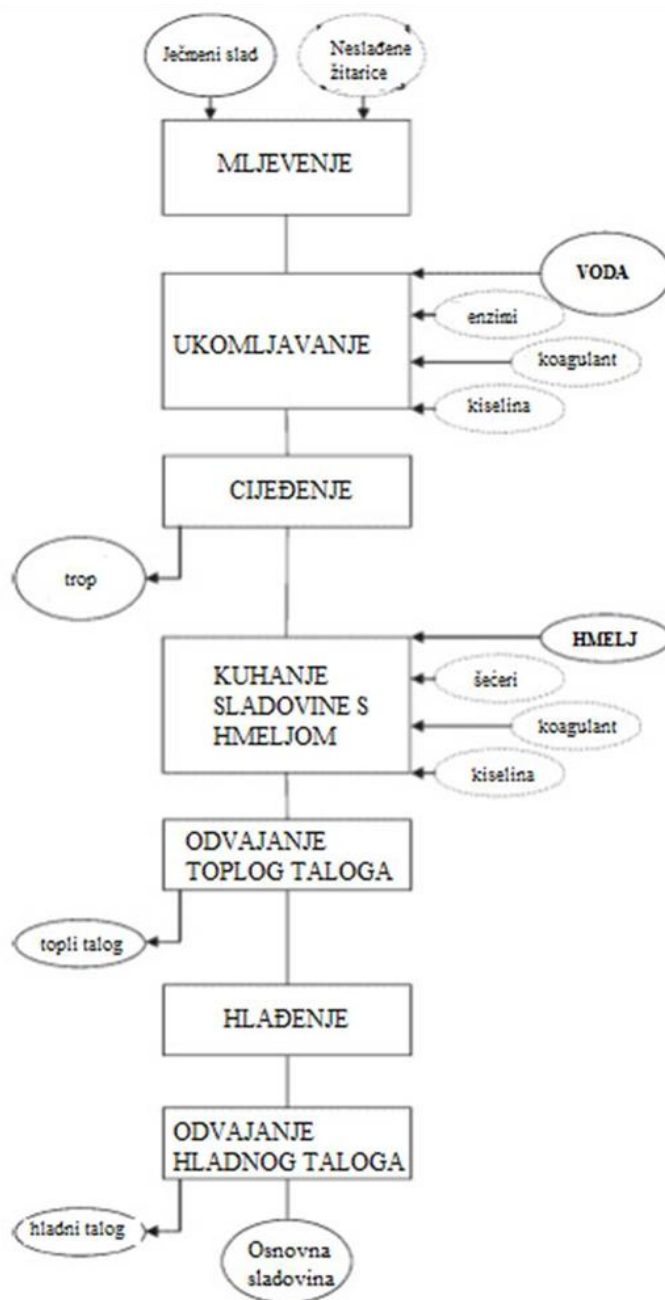 Ječmeni slad
Neslađene
žitarice
MLJEVENJE
VODA
enzimi
UKOMLJAVANJE
koagulant
kiselina
CIJEĐENJE
trop
HMELJ
KUHANJE
SLADOVINE S
HMELJOM
šećeri
koagulant
kiselina
ODVAJANJE
TOPLOG TALOGA
topli talog
HLAĐENJE
ODVAJANJE
HLADNOG TALOGA
hladni talog
Osnovna
sladovina